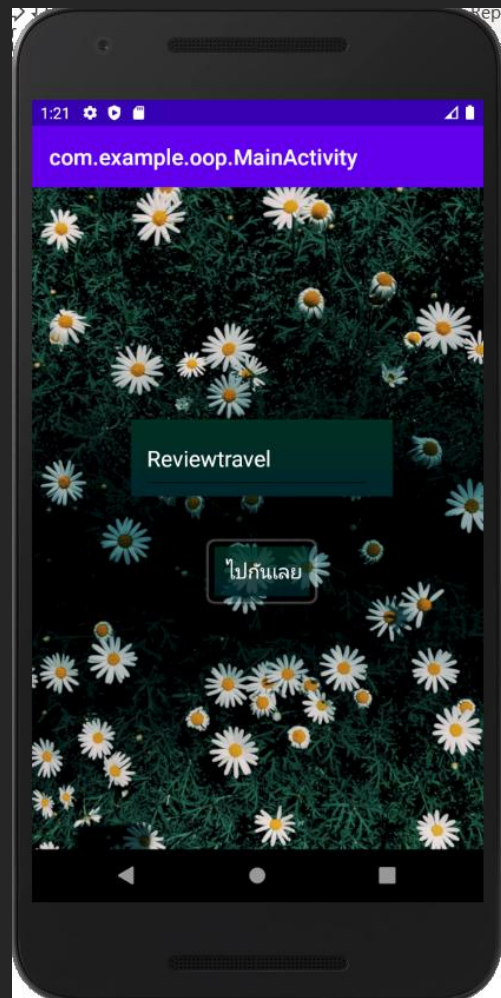 1:21
com.example.oop.MainActivity
Reviewtravel
ไปกันเลย